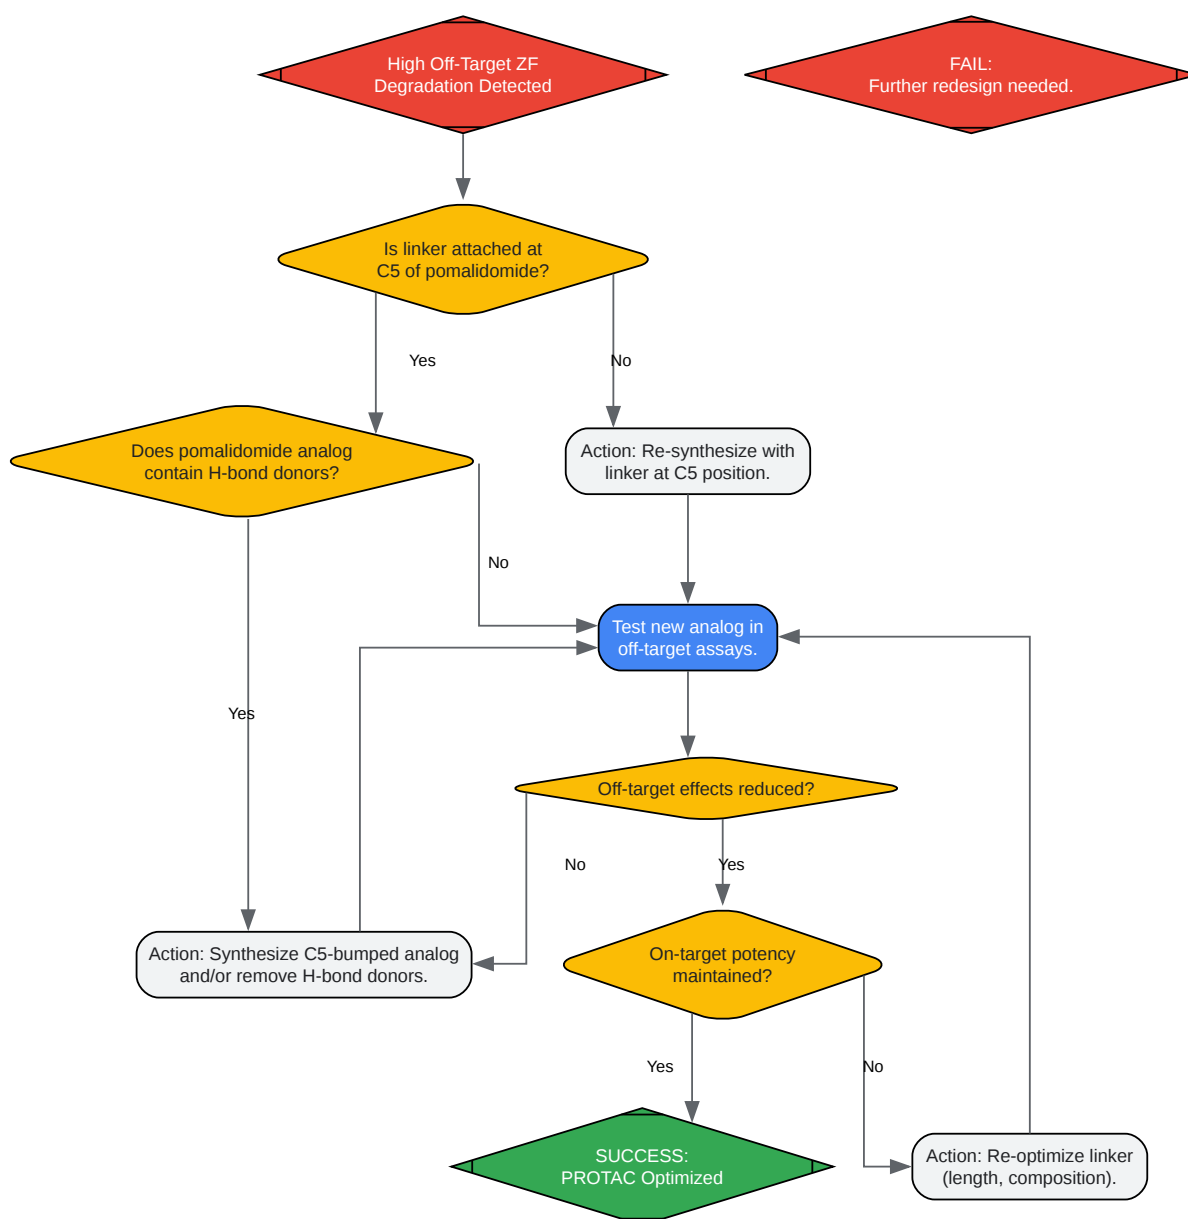 High Off-Target ZF
Degradation Detected
FAIL:
Further redesign needed.
Is linker attached at
C5 of pomalidomide?
Yes
No
Does pomalidomide analog
contain H-bond donors?
Action: Re-synthesize with
linker at C5 position.
No
Test new analog in
off-target assays.
Yes
Off-target effects reduced?
No
Yes
Action: Synthesize C5-bumped analog
and/or remove H-bond donors.
On-target potency
maintained?
Yes
No
SUCCESS:
PROTAC Optimized
Action: Re-optimize linker
(length, composition).